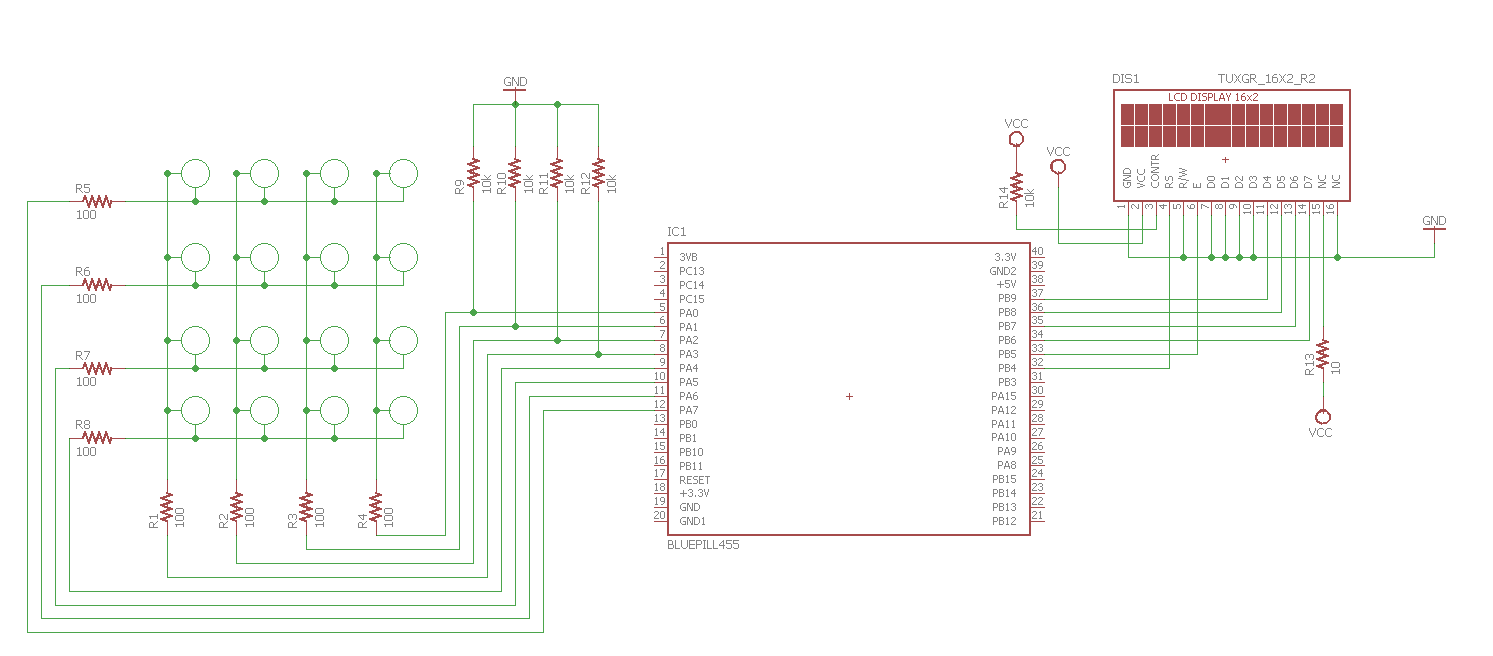 DIS1
TUXGR_16X2_R2
LCD DISPLAY 16x2
GND
VCC
CONTR
RS
R/W
E
D0
D1
D2
D3
D4
D5
D6
D7
NC
NC
1
2
3
4
5
6
7
8
9
10
11
12
13
14
15
16
GND
VCC
VCC
R14
10k
GND
R13
10
VCC
R9
10k
R10
10k
R11
10k
R12
10k
R5
100
R6
100
R7
100
R8
100
R1
100
R2
100
R3
100
R4
100
IC1
1 3VB
2 PC13
3 PC14
4 PC15
5 PA0
6 PA1
7 PA2
8 PA3
9 PA4
10 PA5
11 PA6
12 PA7
13 PB0
14 PB1
15 PB10
16 PB11
17 RESET
18 +3.3V
19 GND
20 GND1
3.3V 40
GND2 39
+5V 38
PB9 37
PB8 36
PB7 35
PB6 34
PB5 33
PB4 32
PB3 31
PA15 30
PA12 29
PA11 28
PA10 27
PA9 26
PA8 25
PB15 24
PB14 23
PB13 22
PB12 21
BLUEPILL455